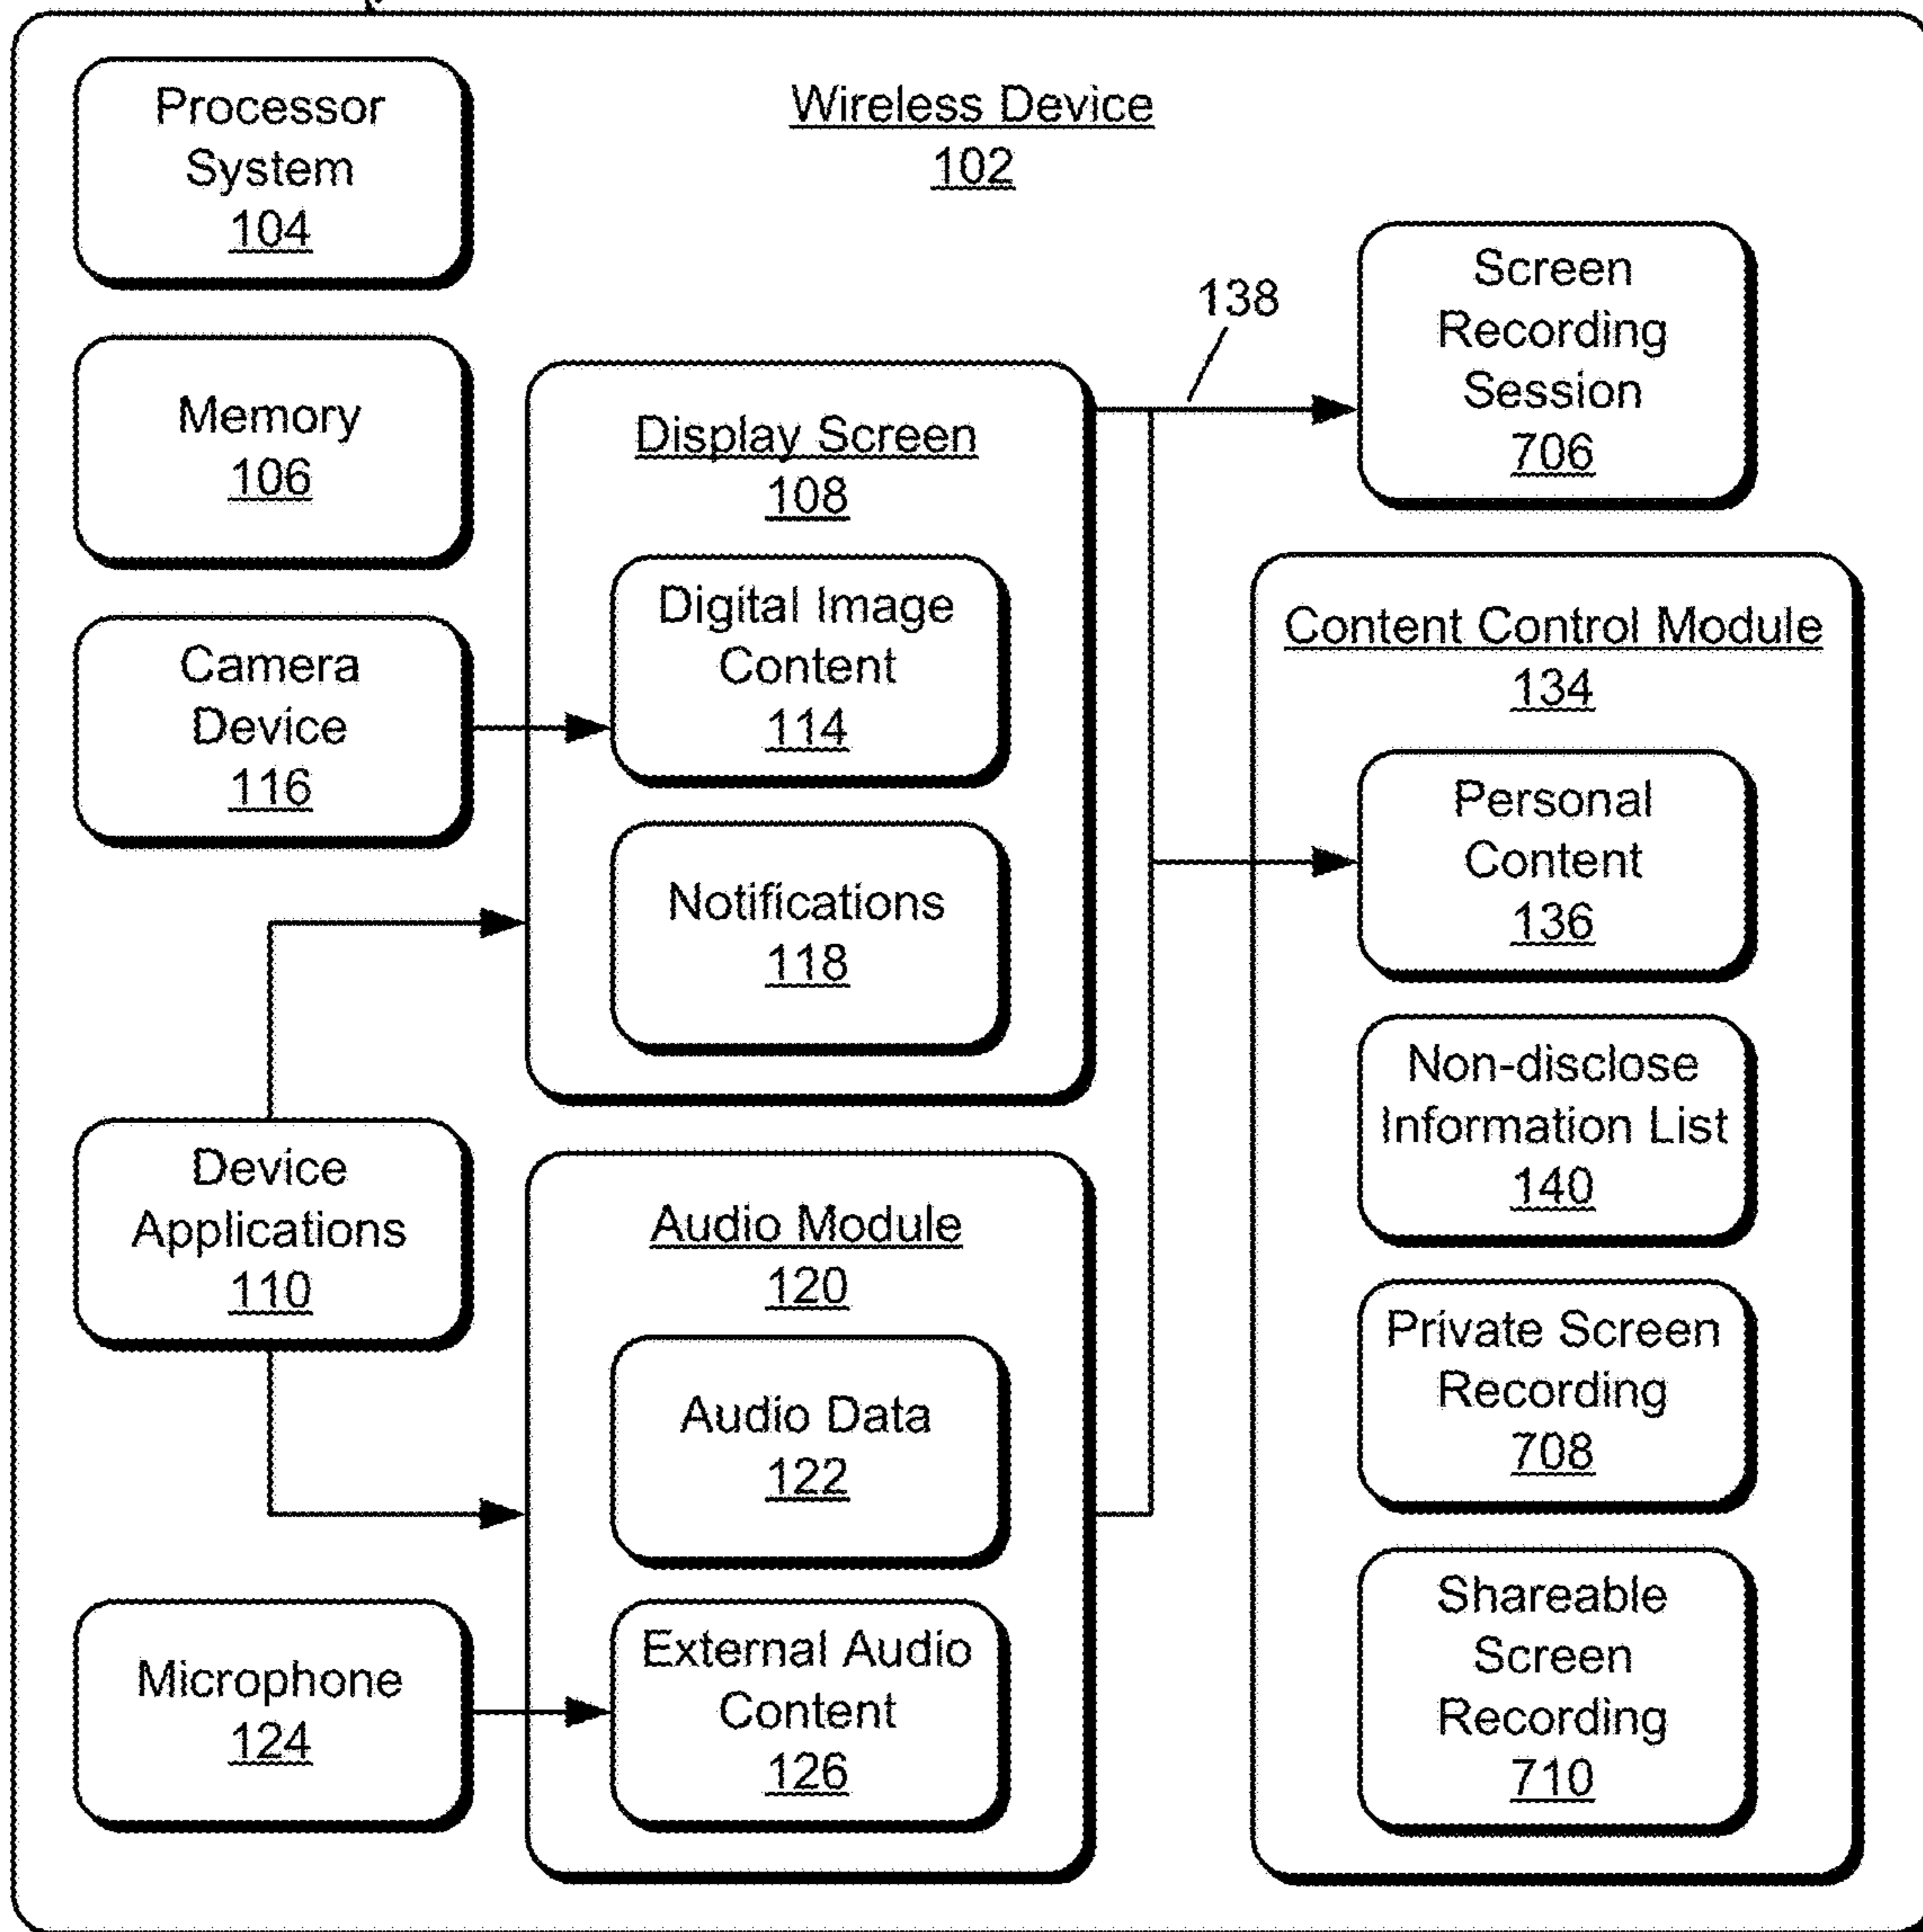 Wireless Device
102
Processor
System
104
Memory
106
Camera
Device
116
Device
Applications
110
Microphone
124
Display Screen
108
Digital Image
Content
114
Notifications
118
Audio Module
120
Audio Data
122
External Audio
Content
126
138
Screen
Recording
Session
706
Content Control Module
134
Personal
Content
136
Non-disclose
Information List
140
Private Screen
Recording
708
Shareable
Screen
Recording
710